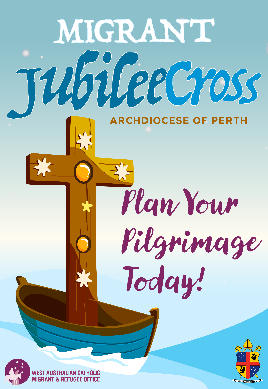 MIGRANT
JubileeCross
ARCHDIOCESE OF PERTH
Plan Your
Pilgrimage
Today!
WEST AUSTRALIAN CATHOLIC
MIGRANT & REFUGEE OFFICE